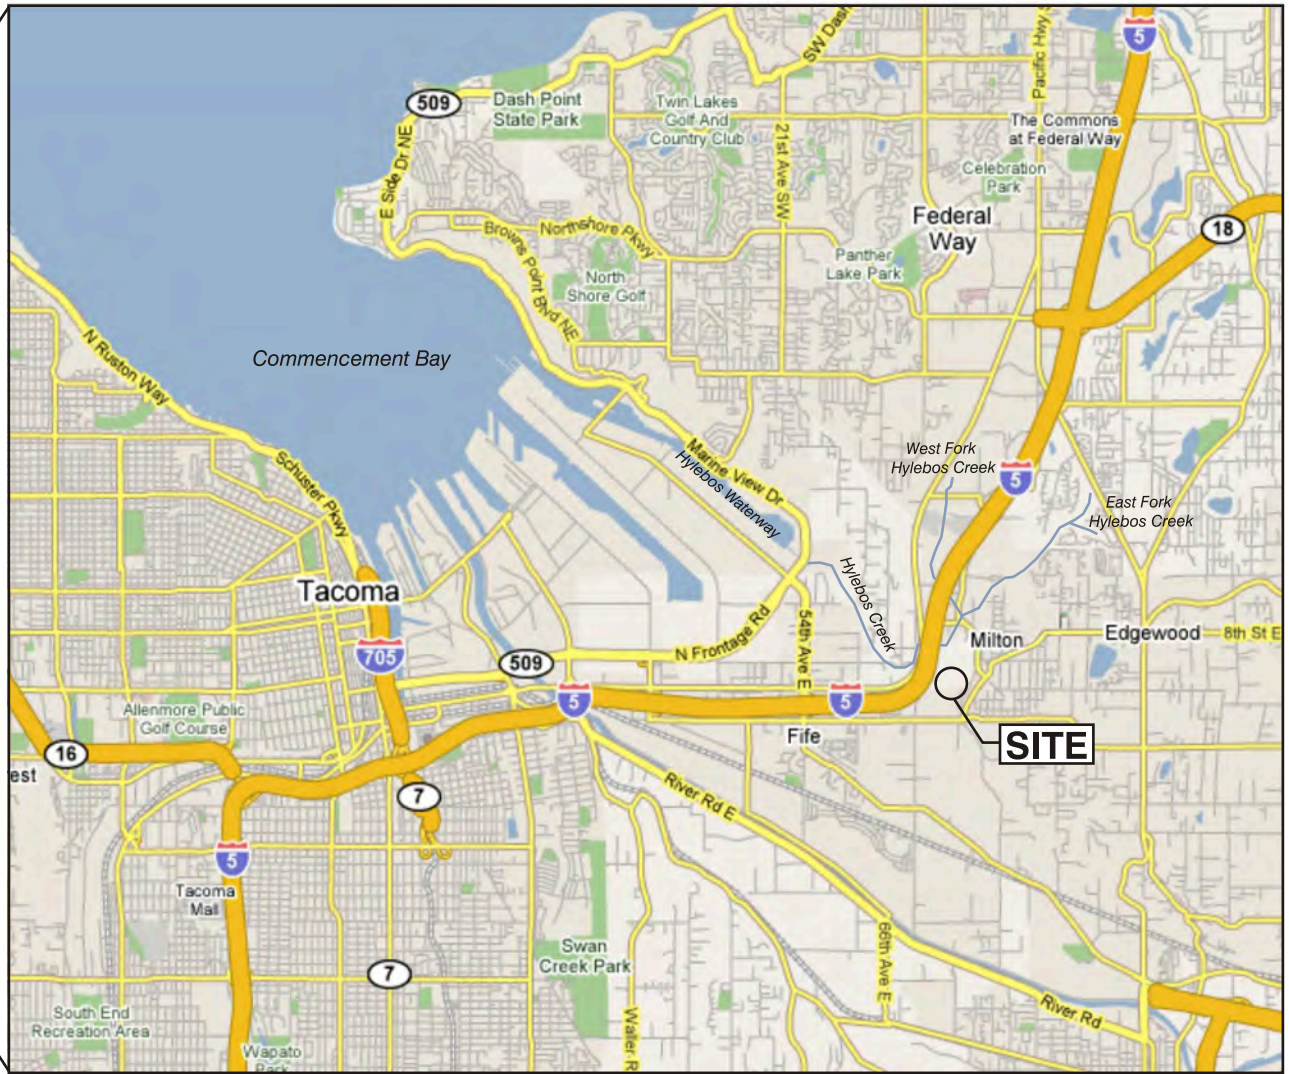 5
Pacific Hwy S
SW Dash
509
Dash Point
State Park
Twin Lakes
Golf And
Country Club
The Commons
at Federal Way
21st Ave SW
E Side Dr NE
Celebration
Park
Federal
Way
18
Browns Point Blvd NE
Northshore Pkwy
Panther
Lake Park
North
Shore Golf
N Ruston Way
Commencement Bay
Schuster Pkwy
Marine View Dr
Hylebos Waterway
West Fork
Hylebos Creek
5
East Fork
Hylebos Creek
Hylebos Creek
Tacoma
705
509
N Frontage Rd
54th Ave E
Milton
Edgewood
8th St E
5
5
Allenmore Public
Golf Course
16
est
Fife
SITE
7
River Rd E
5
Tacoma
Mall
66th Ave E
Swan
Creek Park
7
River Rd
South End
Recreation Area
Waller R
Wapato
Park